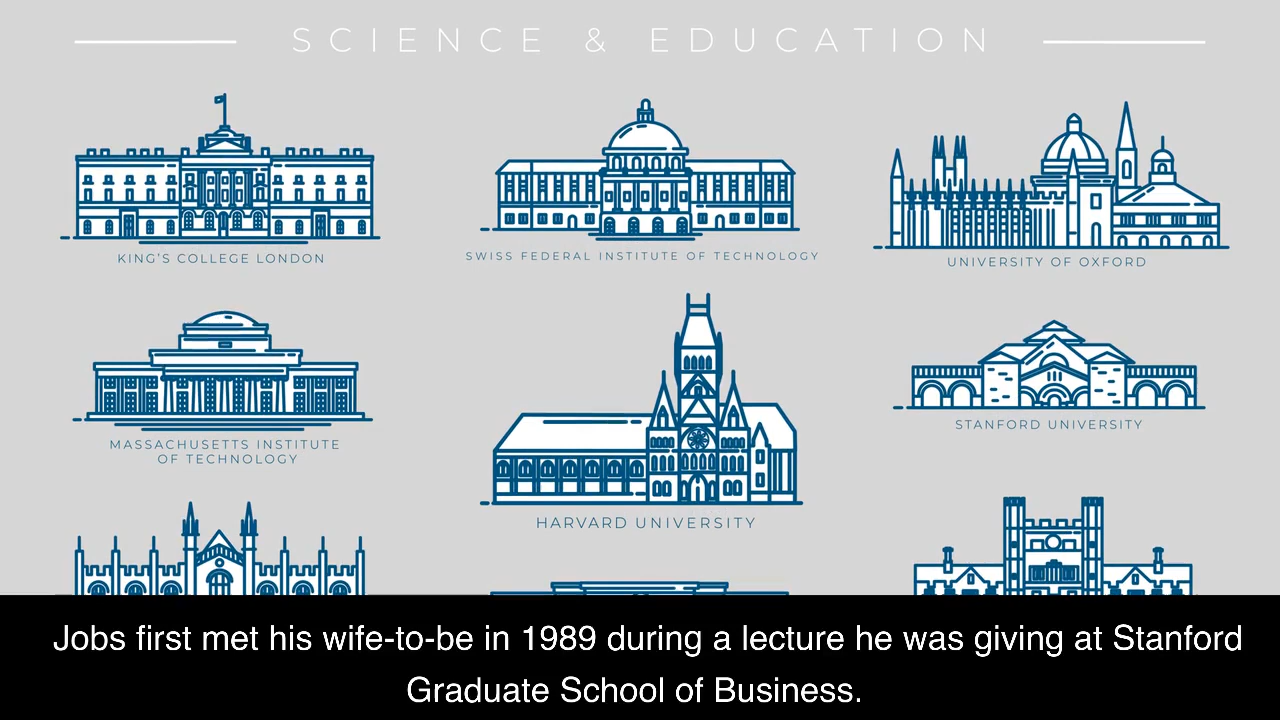 SCIENCE & EDUCATION
KING'S COLLEGE LONDON
SWISS FEDERAL INSTITUTE OF TECHNOLOGY
UNIVERSITY OF OXFORD
MASSACHUSETTS INSTITUTE
OF TECHNOLOGY
HARVARD UNIVERSITY
STANFORD UNIVERSITY
Jobs first met his wife-to-be in 1989 during a lecture he was giving at Stanford
Graduate School of Business.